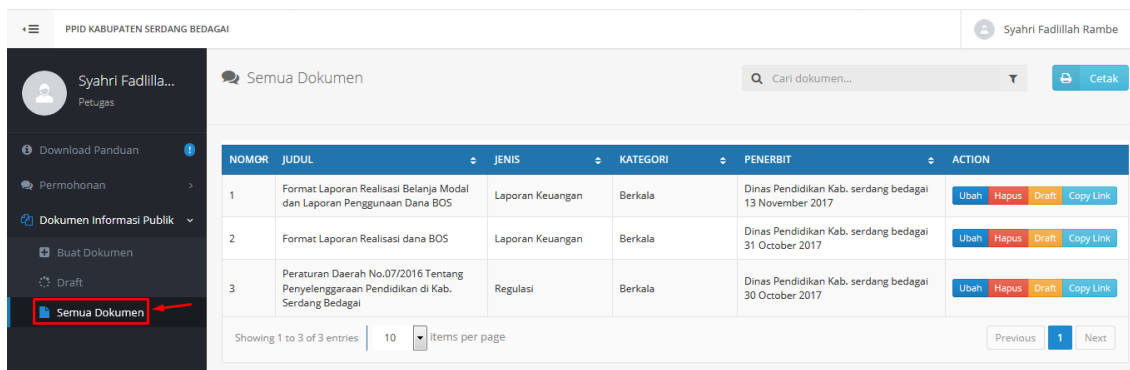 PPID KABUPATEN SERDANG BEDAGAI
Syahri Fadlillah Rambe
Syahri Fadlilla...
Petugas
Download Panduan
Permohonan
Dokumen Informasi Publik
Buat Dokumen
Draft
Semua Dokumen
Semua Dokumen
Cari dokumen...
Cetak
NOMOR JUDUL JENIS KATEGORI PENERBIT ACTION
1 Format Laporan Realisasi Belanja Modal dan Laporan Penggunaan Dana BOS Laporan Keuangan Berkala Dinas Pendidikan Kab. serdang bedagai 13 November 2017 Ubah Hapus Draft Copy Link
2 Format Laporan Realisasi dana BOS Laporan Keuangan Berkala Dinas Pendidikan Kab. serdang bedagai 31 October 2017 Ubah Hapus Draft Copy Link
3 Peraturan Daerah No.07/2016 Tentang Penyelenggaraan Pendidikan di Kab. Serdang Bedagai Regulasi Berkala Dinas Pendidikan Kab. serdang bedagai 30 October 2017 Ubah Hapus Draft Copy Link
Showing 1 to 3 of 3 entries 10 items per page
Previous 1 Next